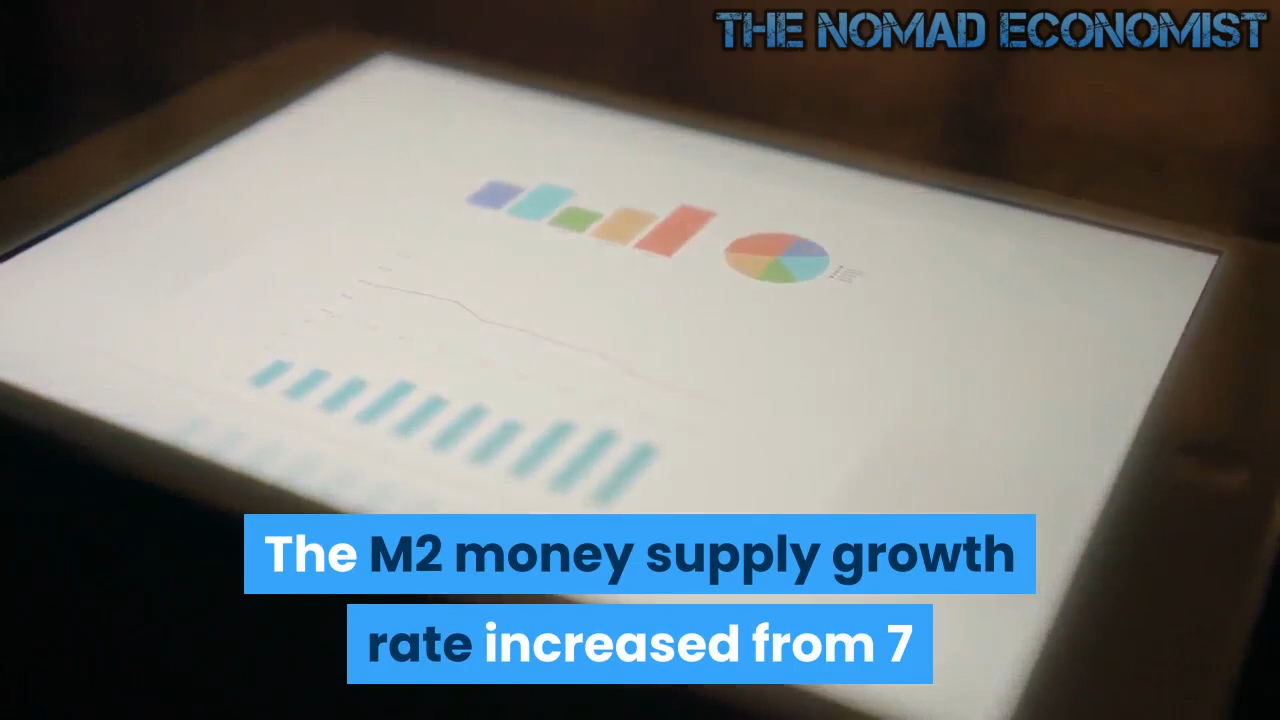 THE NOMAD ECONOMIST
The M2 money supply growth
rate increased from 7